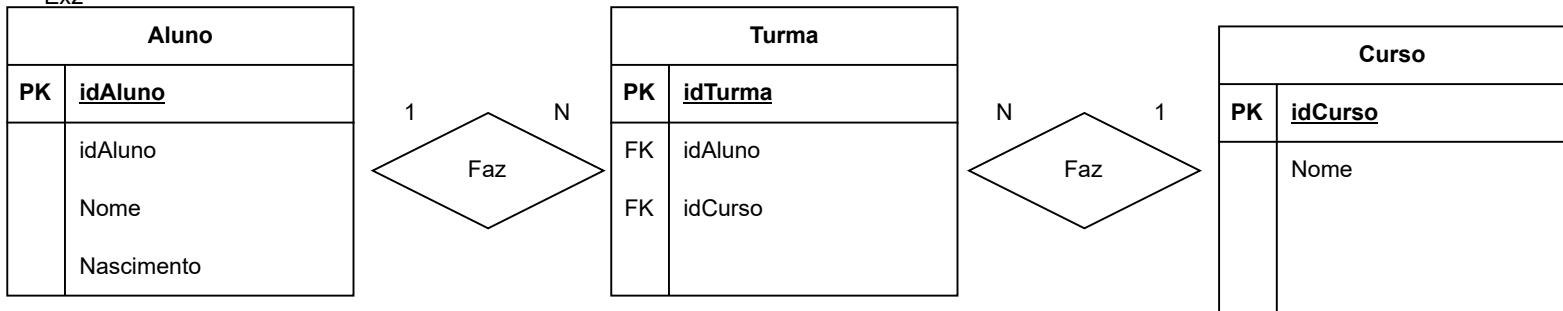 Ex2
Aluno
PK idAluno
idAluno
Nome
Nascimento
1
Faz
N
Turma
PK idTurma
FK idAluno
FK idCurso
N
Faz
1
Curso
PK idCurso
Nome